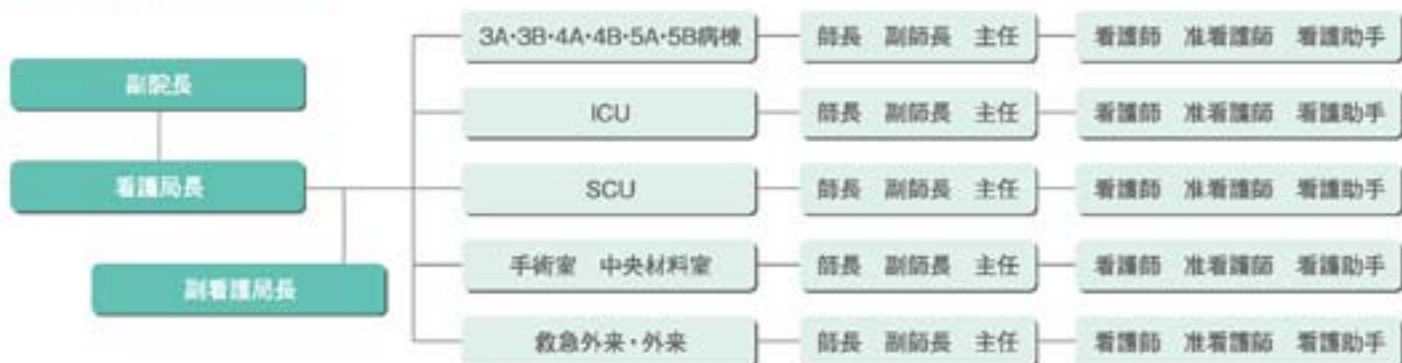 3A・3B・4A・4B・5A・5B病棟 師長 副師長 主任 看護師 准看護師 看護助手
副院長
ICU 師長 副師長 主任 看護師 准看護師 看護助手
看護局長
SCU 師長 副師長 主任 看護師 准看護師 看護助手
副看護局長
手術室 中央材料室 師長 副師長 主任 看護師 准看護師 看護助手
救急外来・外来 師長 副師長 主任 看護師 准看護師 看護助手